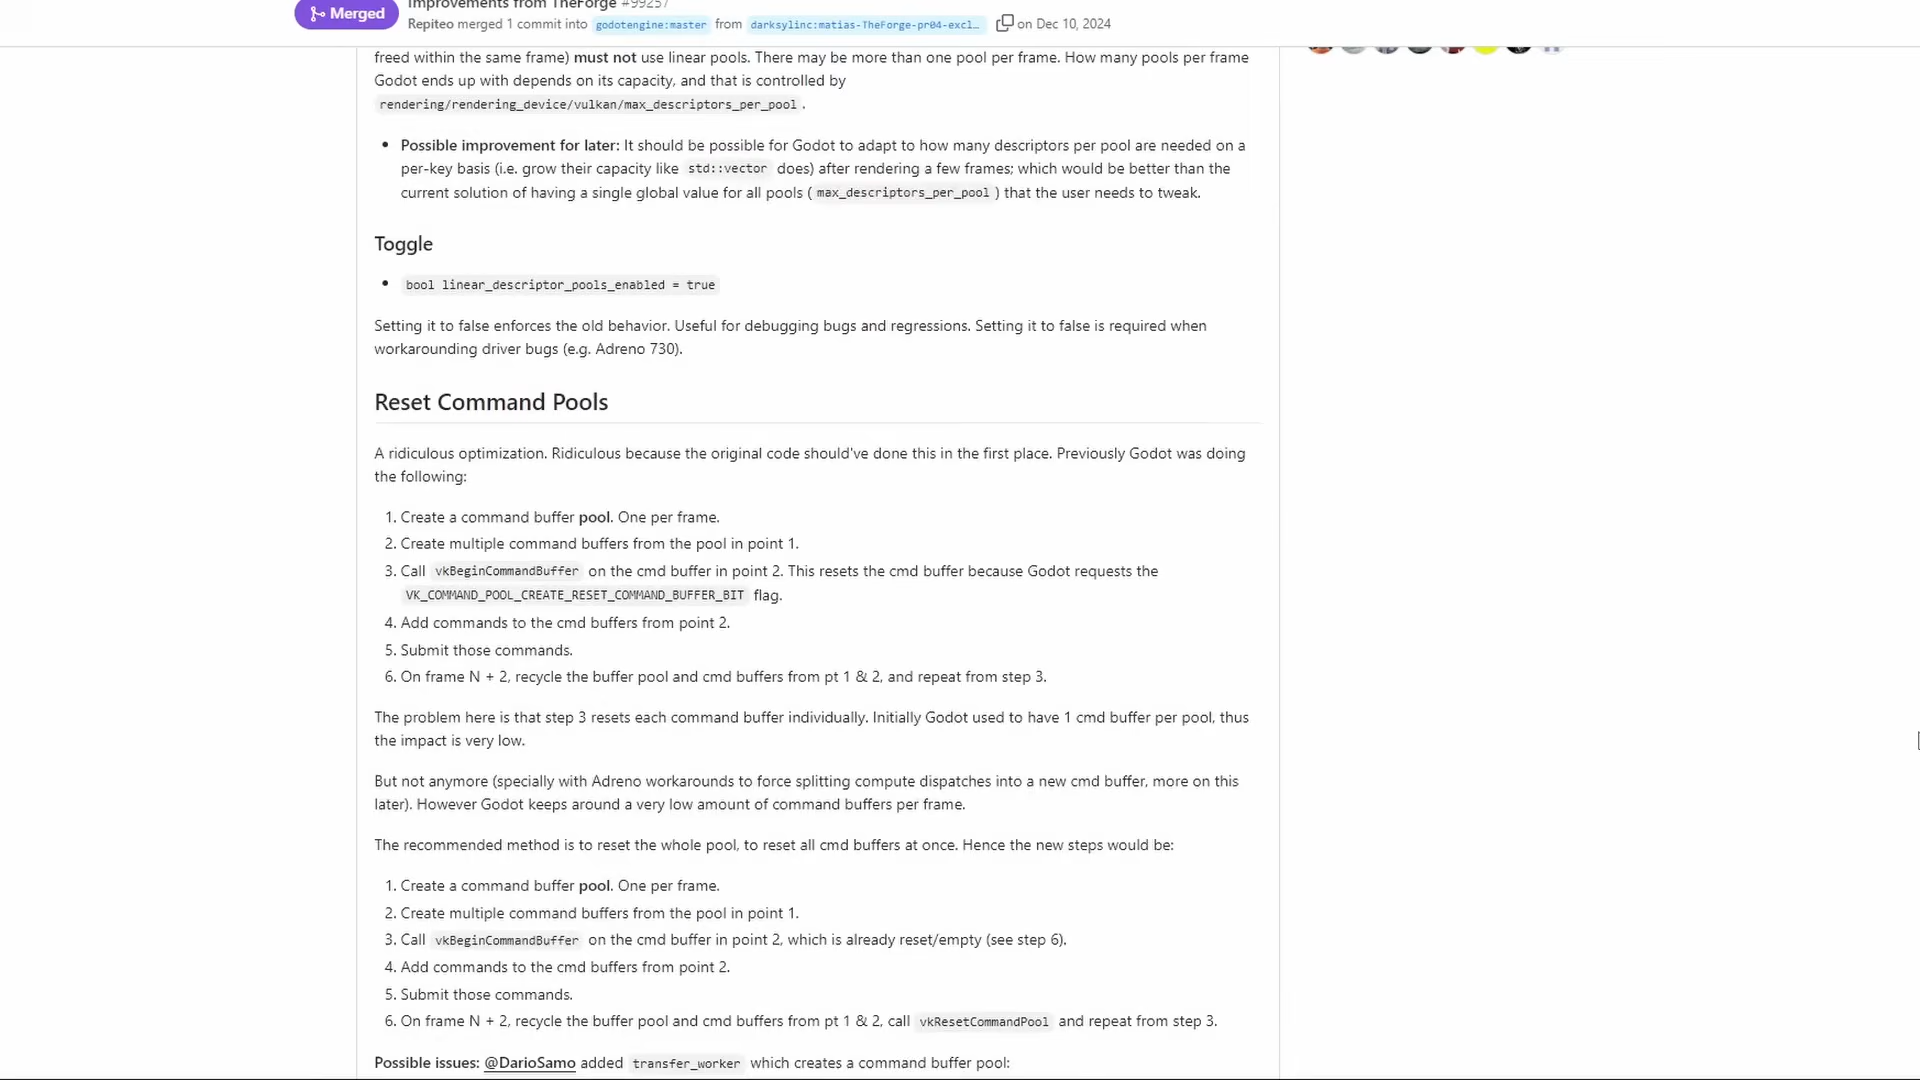 Merged
Improvements from TheForge #99257
Repiteo merged 1 commit into godotengine:master from darksylinc:matias-TheForge-pr04-excl… on Dec 10, 2024
freed within the same frame) must not use linear pools. There may be more than one pool per frame. How many pools per frame
Godot ends up with depends on its capacity, and that is controlled by
rendering/rendering_device/vulkan/max_descriptors_per_pool .
• Possible improvement for later: It should be possible for Godot to adapt to how many descriptors per pool are needed on a
per-key basis (i.e. grow their capacity like std::vector does) after rendering a few frames; which would be better than the
current solution of having a single global value for all pools ( max_descriptors_per_pool ) that the user needs to tweak.
Toggle
• bool linear_descriptor_pools_enabled = true
Setting it to false enforces the old behavior. Useful for debugging bugs and regressions. Setting it to false is required when
workarounding driver bugs (e.g. Adreno 730).
Reset Command Pools
A ridiculous optimization. Ridiculous because the original code should've done this in the first place. Previously Godot was doing
the following:
1. Create a command buffer pool. One per frame.
2. Create multiple command buffers from the pool in point 1.
3. Call vkBeginCommandBuffer on the cmd buffer in point 2. This resets the cmd buffer because Godot requests the
VK_COMMAND_POOL_CREATE_RESET_COMMAND_BUFFER_BIT flag.
4. Add commands to the cmd buffers from point 2.
5. Submit those commands.
6. On frame N + 2, recycle the buffer pool and cmd buffers from pt 1 & 2, and repeat from step 3.
The problem here is that step 3 resets each command buffer individually. Initially Godot used to have 1 cmd buffer per pool, thus
the impact is very low.
But not anymore (specially with Adreno workarounds to force splitting compute dispatches into a new cmd buffer, more on this
later). However Godot keeps around a very low amount of command buffers per frame.
The recommended method is to reset the whole pool, to reset all cmd buffers at once. Hence the new steps would be:
1. Create a command buffer pool. One per frame.
2. Create multiple command buffers from the pool in point 1.
3. Call vkBeginCommandBuffer on the cmd buffer in point 2, which is already reset/empty (see step 6).
4. Add commands to the cmd buffers from point 2.
5. Submit those commands.
6. On frame N + 2, recycle the buffer pool and cmd buffers from pt 1 & 2, call vkResetCommandPool and repeat from step 3.
Possible issues: @DarioSamo added transfer_worker which creates a command buffer pool: